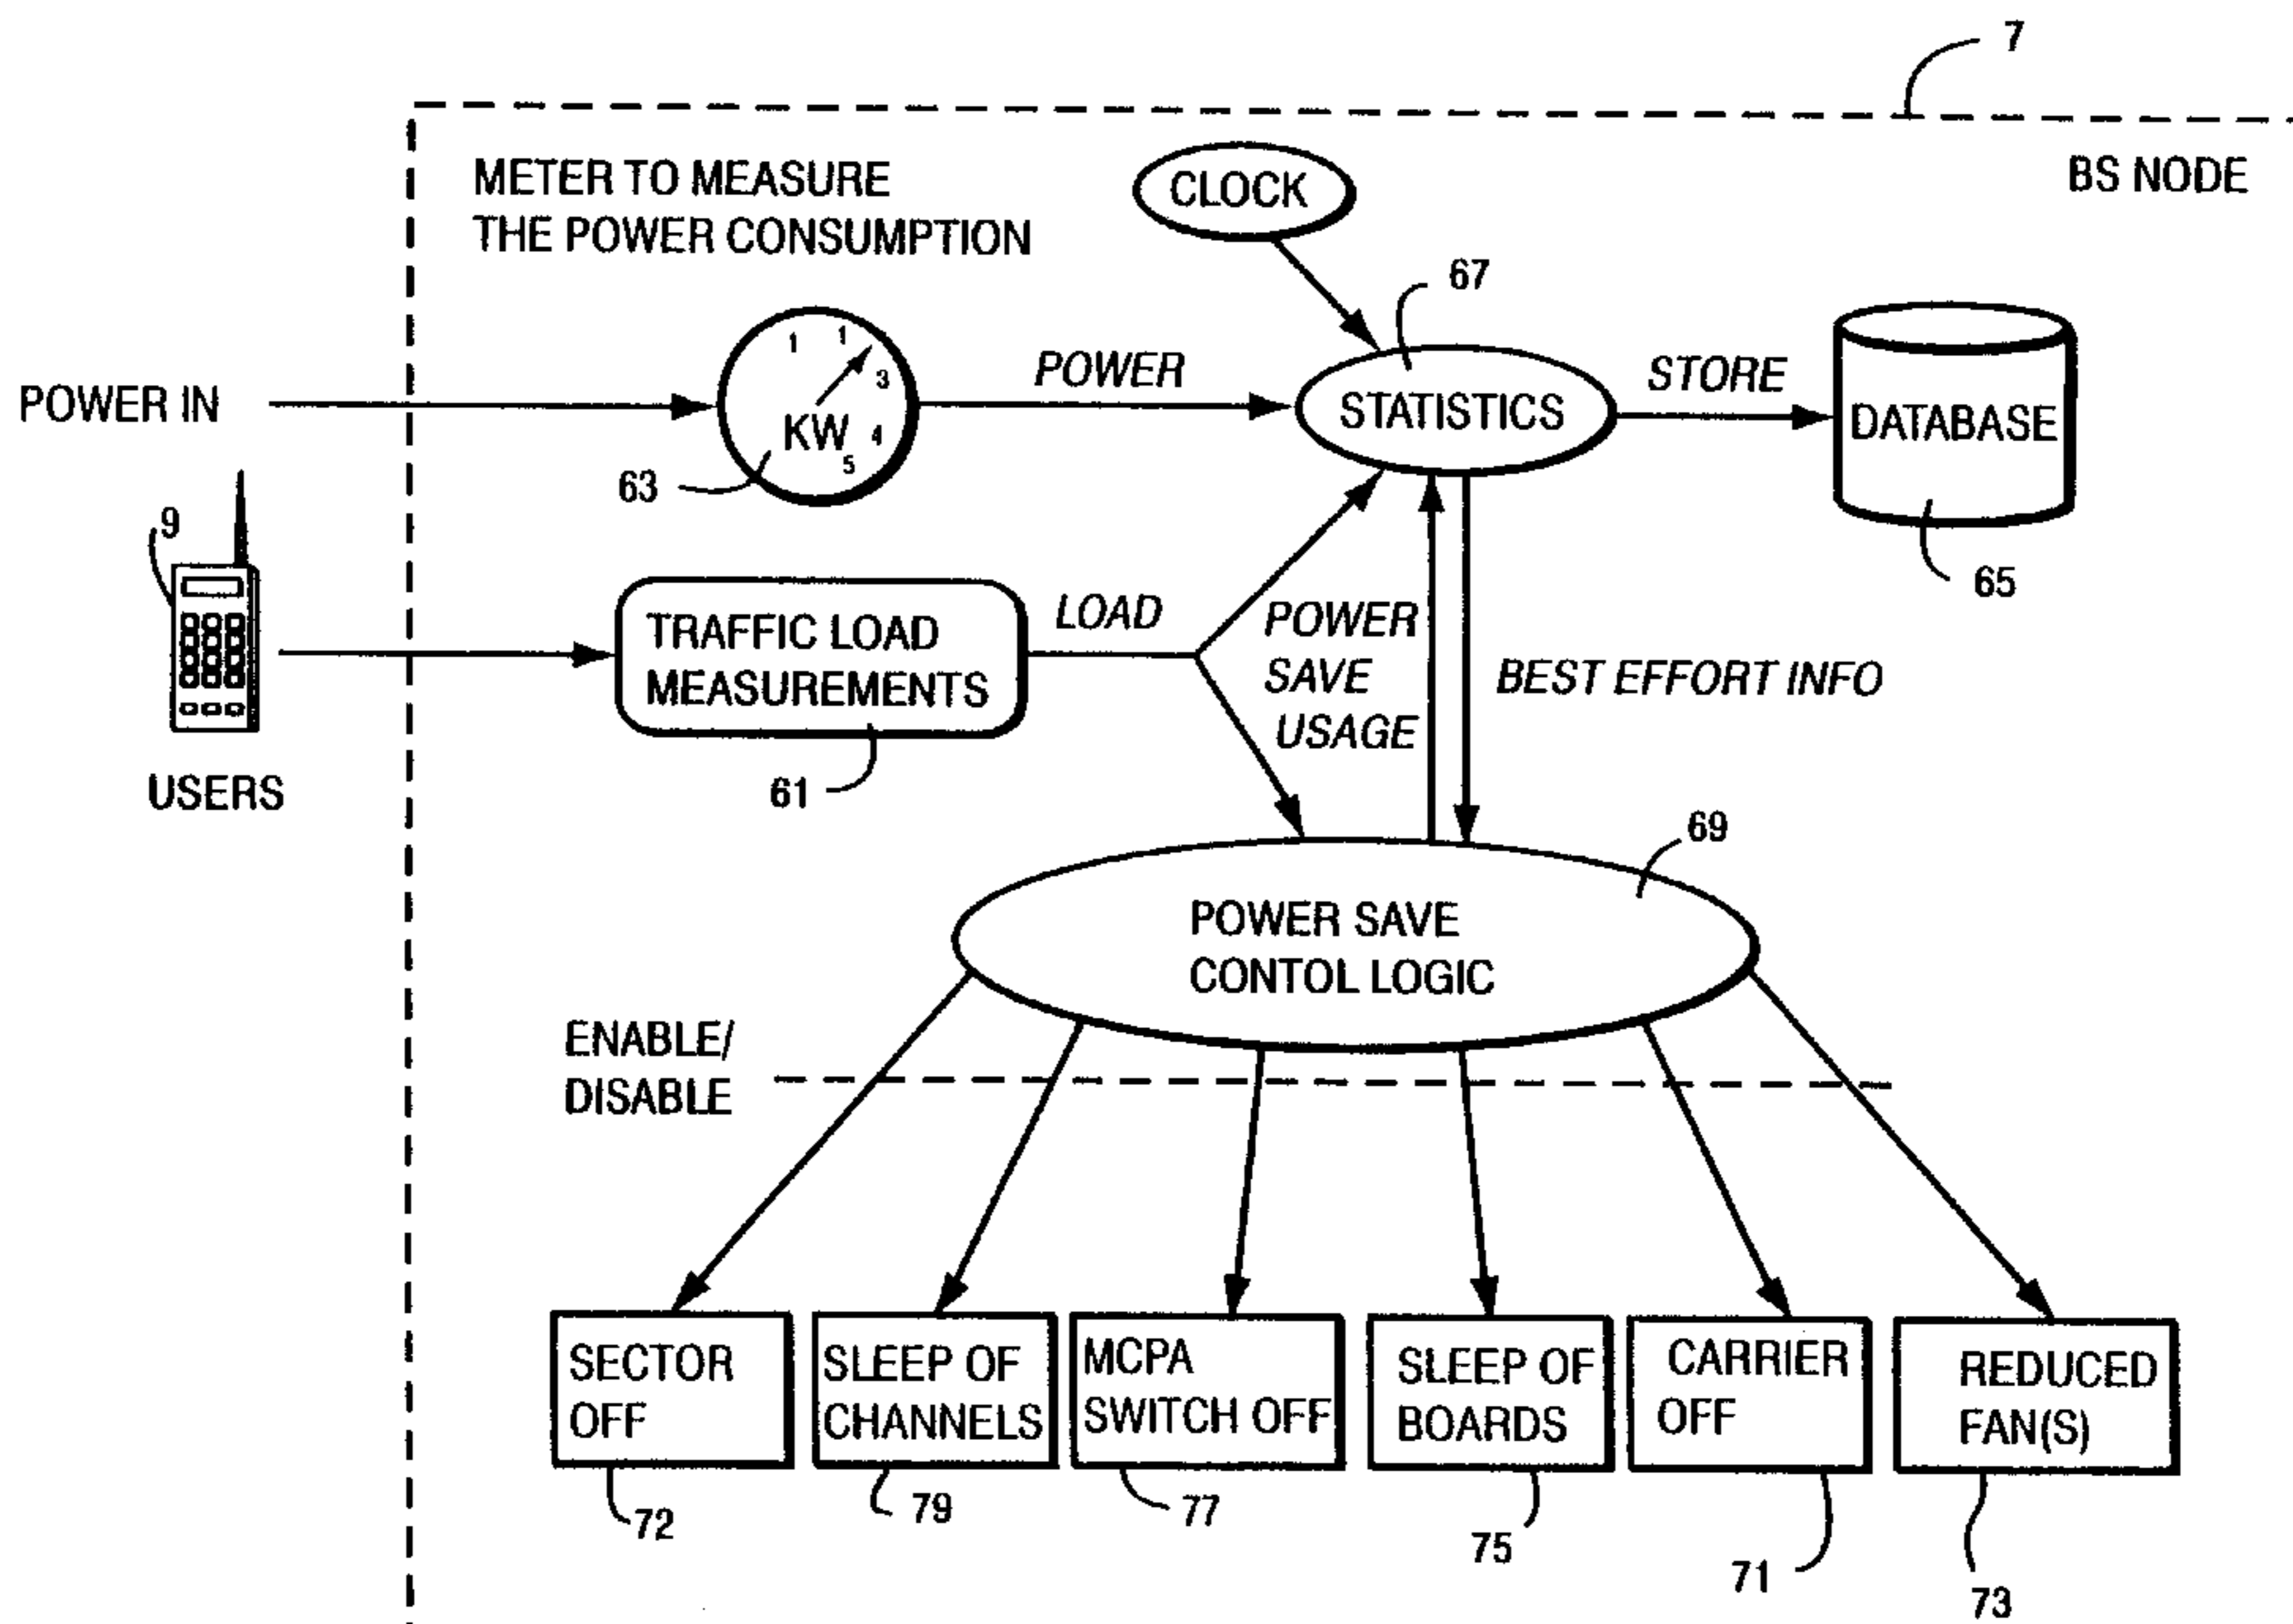 7
BS NODE
METER TO MEASURE
THE POWER CONSUMPTION
CLOCK
67
POWER IN
1 1 3 4 5
KW
63
POWER
STATISTICS
STORE
DATABASE
65
9
USERS
TRAFFIC LOAD
MEASUREMENTS
61
LOAD
POWER
SAVE
USAGE
BEST EFFORT INFO
69
POWER SAVE
CONTOL LOGIC
ENABLE/
DISABLE
SECTOR
OFF
72
SLEEP OF
CHANNELS
79
MCPA
SWITCH OFF
77
SLEEP OF
BOARDS
75
CARRIER
OFF
71
REDUCED
FAN(S)
73